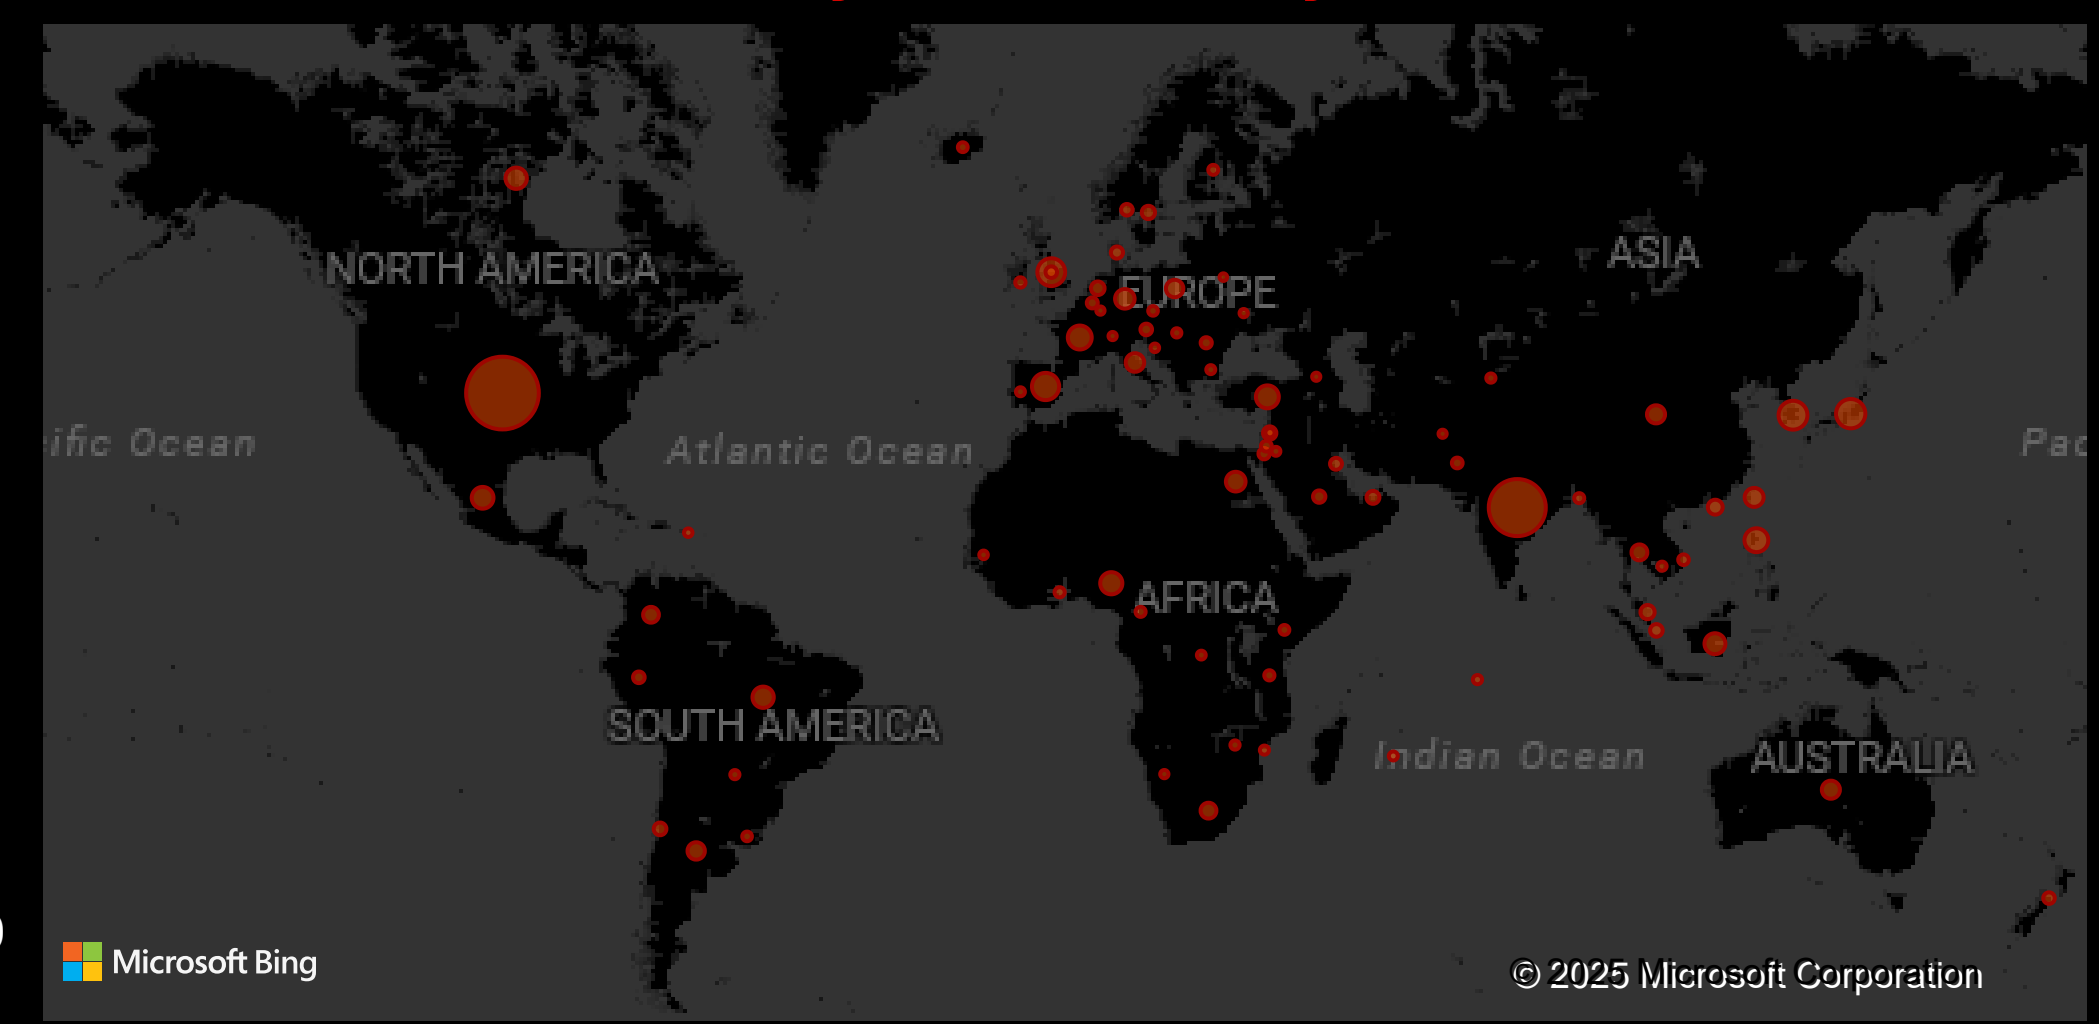 NORTH AMERICA
ASIA
EUROPE
ific Ocean
Atlantic Ocean
Pac
AFRICA
SOUTH AMERICA
Indian Ocean
AUSTRALIA
Microsoft Bing
© 2025 Microsoft Corporation